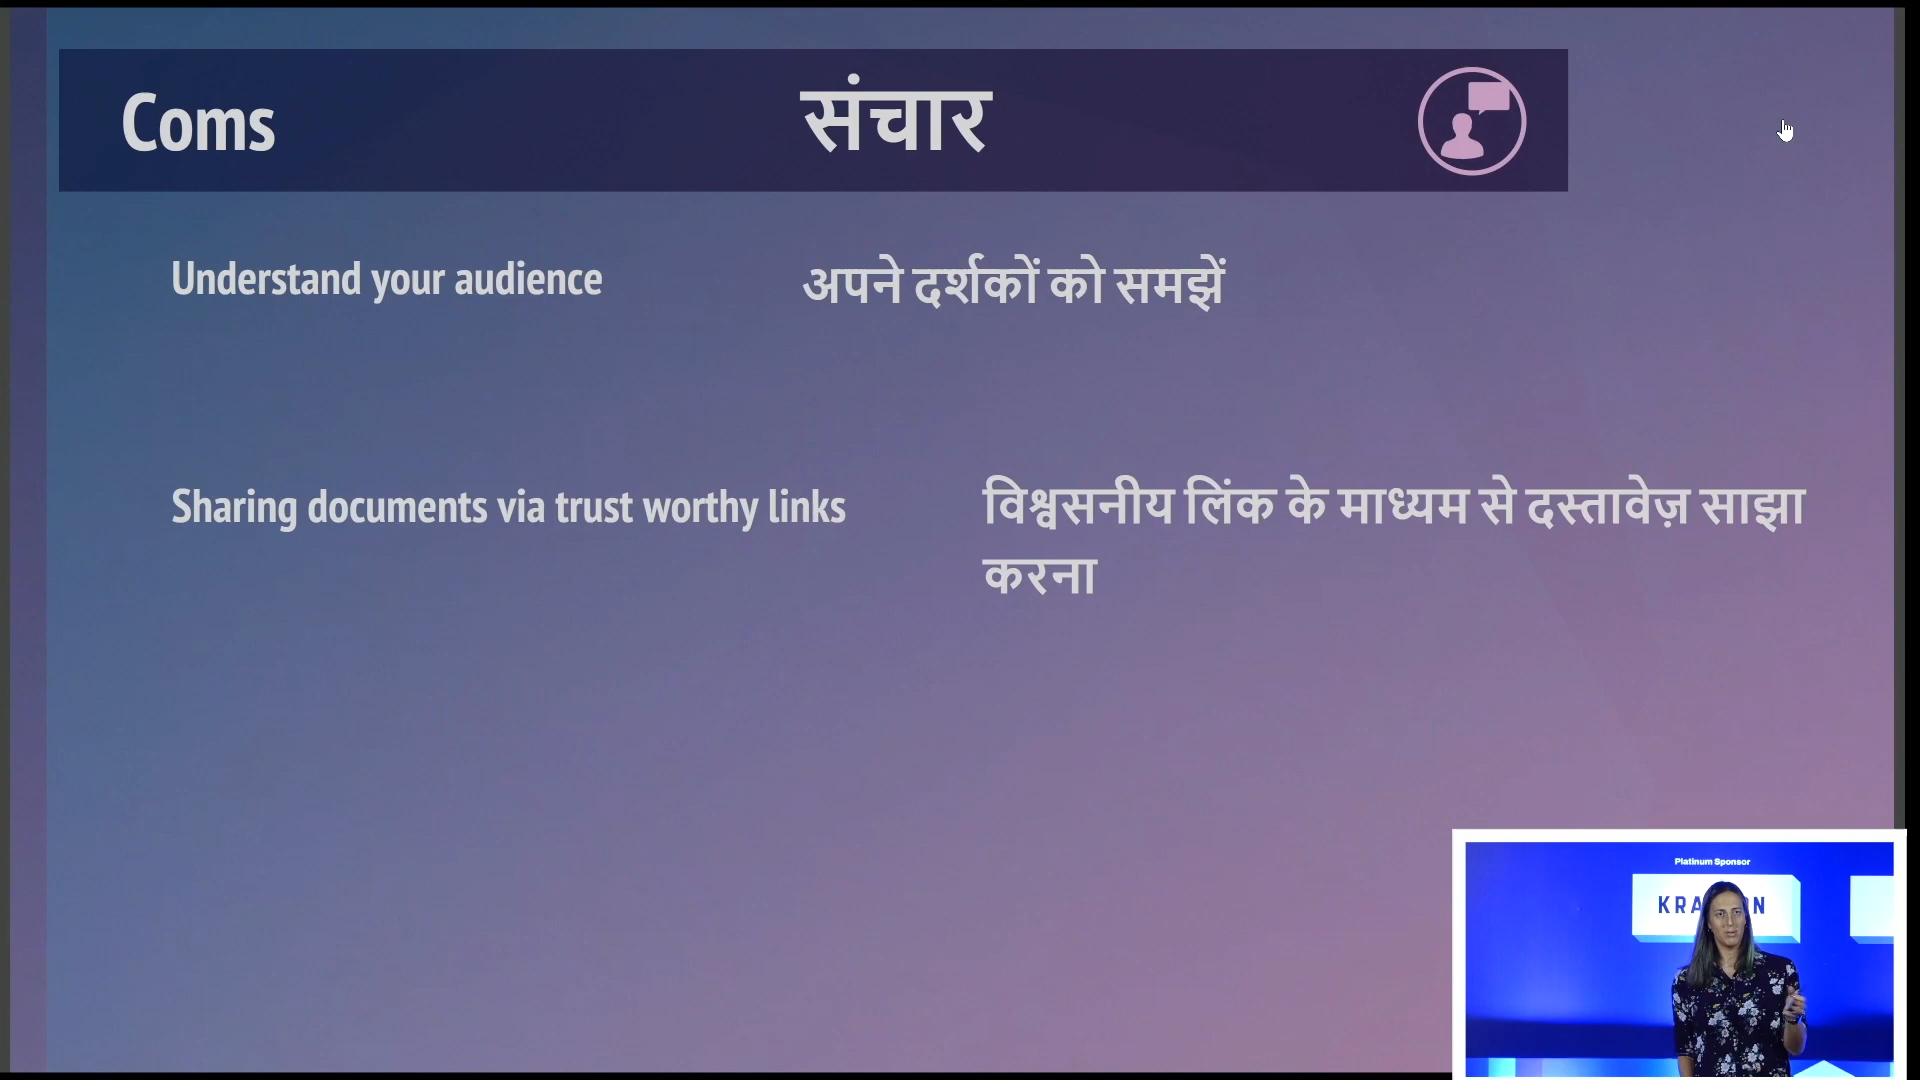 Coms
संचार
Understand your audience
अपने दर्शकों को समझें
Sharing documents via trust worthy links
विश्वसनीय लिंक के माध्यम से दस्तावेज़ साझा
करना
Platinum Sponsor